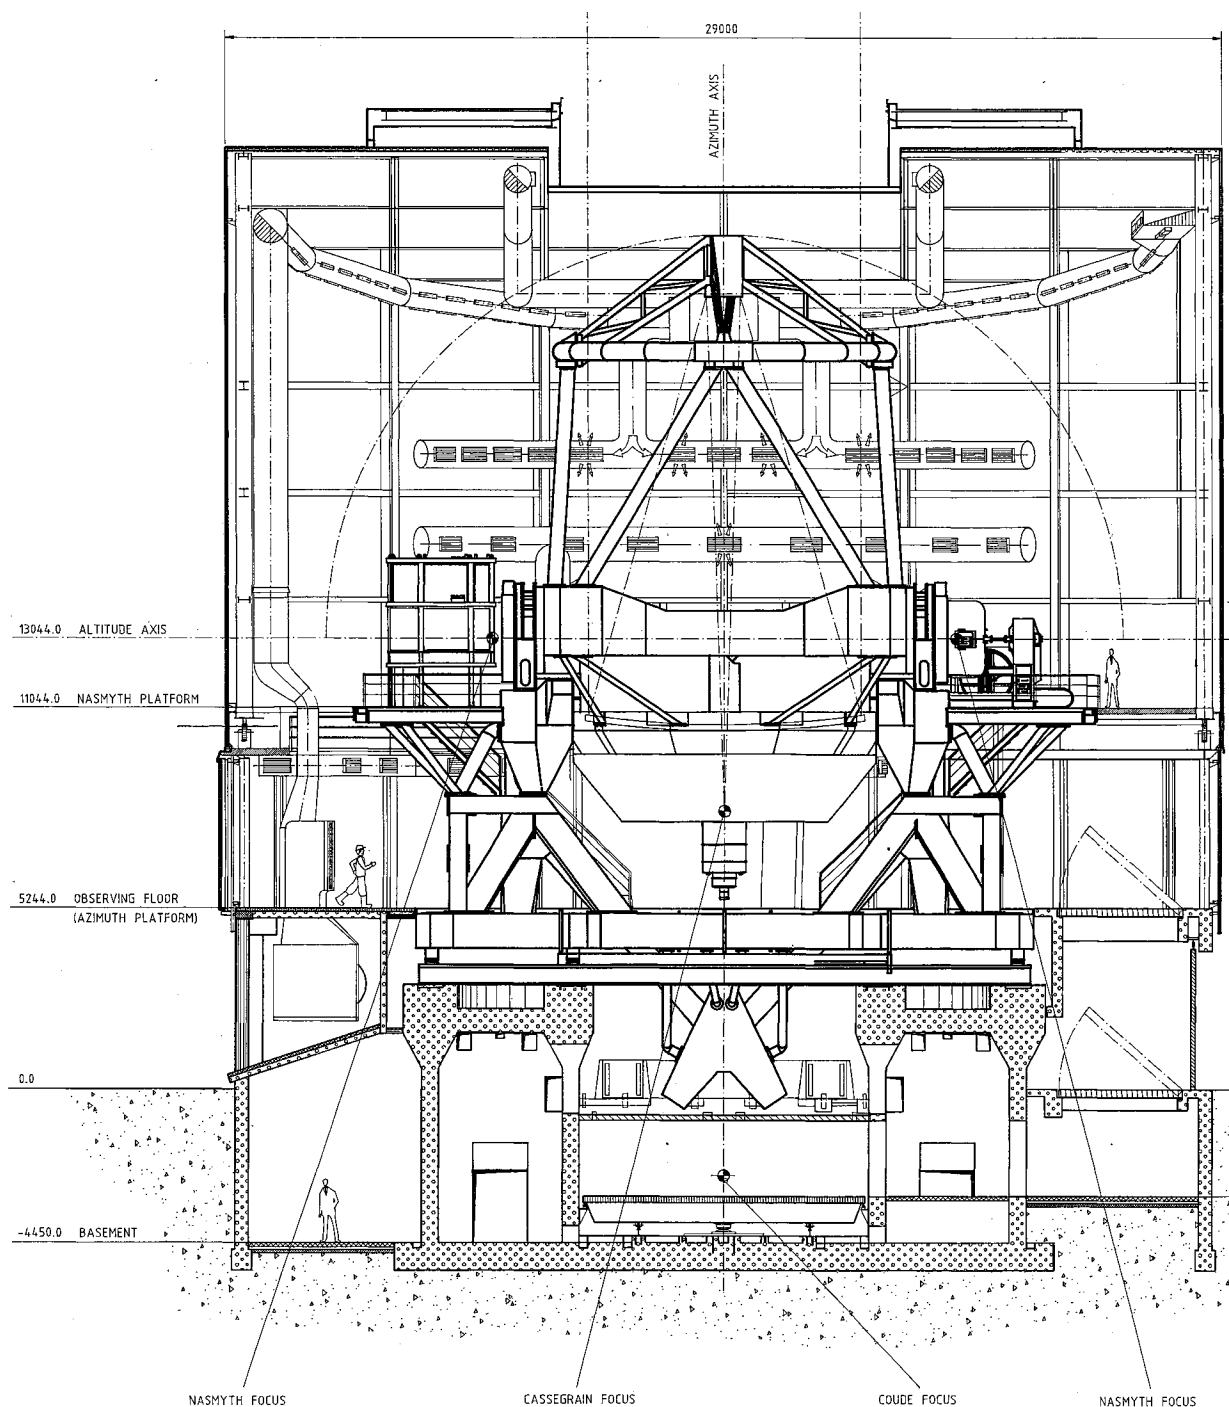 29000
AZIMUTH AXIS
13044.0 ALTITUDE AXIS
11044.0 NASMYTH PLATFORM
5244.0 OBSERVING FLOOR
(AZIMUTH PLATFORM)
0.0
-4450.0 BASEMENT
NASMYTH FOCUS
CASSEGRAIN FOCUS
COUDE FOCUS
NASMYTH FOCUS